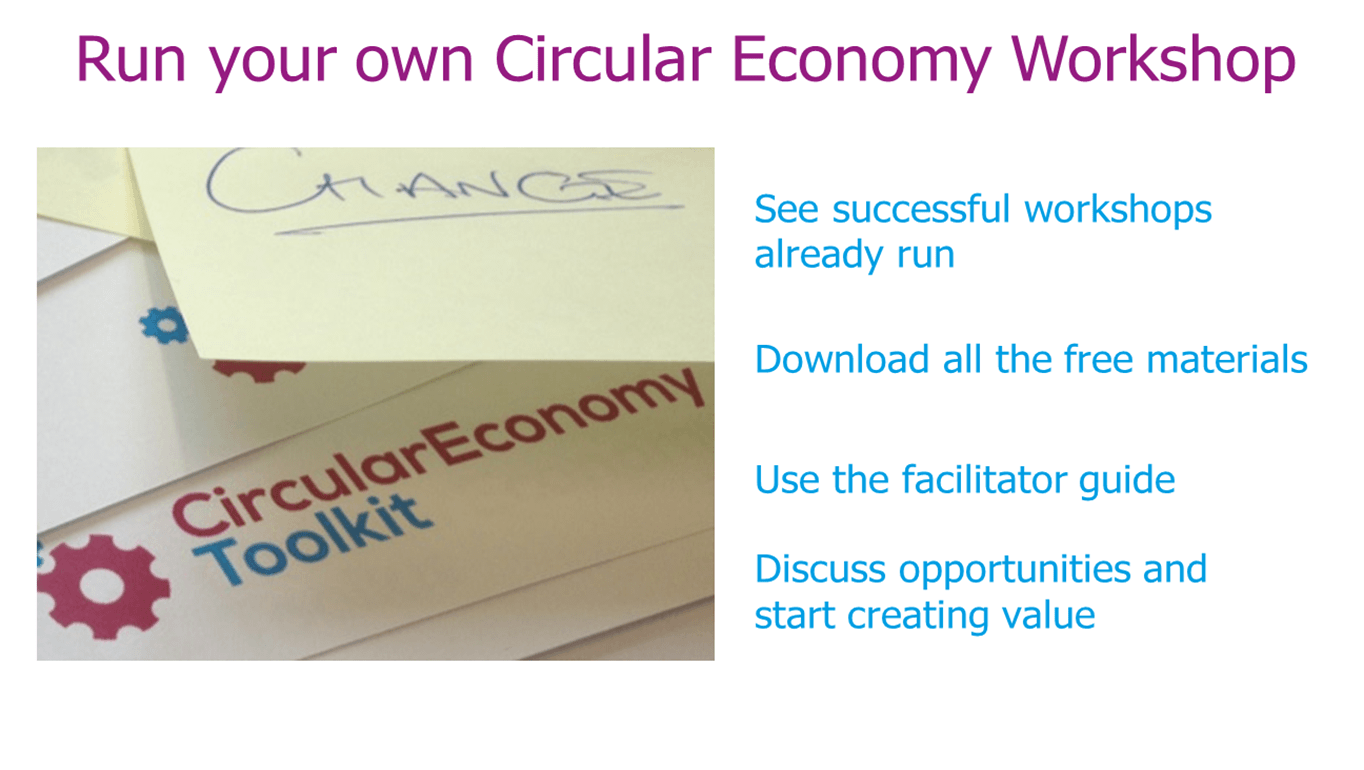 Run your own Circular Economy Workshop
CHANGE
CircularEconomy
Toolkit
See successful workshops
already run
Download all the free materials
Use the facilitator guide
Discuss opportunities and
start creating value